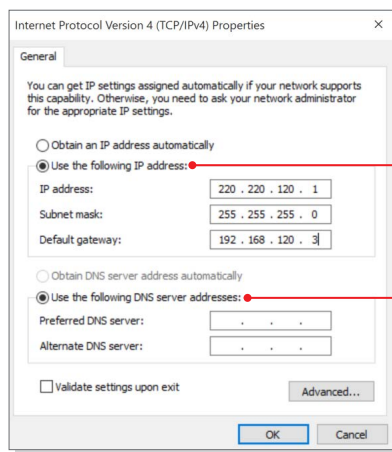 Internet Protocol Version 4 (TCP/IPv4) Properties
General
You can get IP settings assigned automatically if your network supports
this capability. Otherwise, you need to ask your network administrator
for the appropriate IP settings.
Obtain an IP address automatically
Use the following IP address:
IP address: 220 . 220 . 120 . 1
Subnet mask: 255 . 255 . 255 . 0
Default gateway: 192 . 168 . 120 . 3
Obtain DNS server address automatically
Use the following DNS server addresses:
Preferred DNS server: . . .
Alternate DNS server: . . .
Validate settings upon exit
Advanced...
OK Cancel